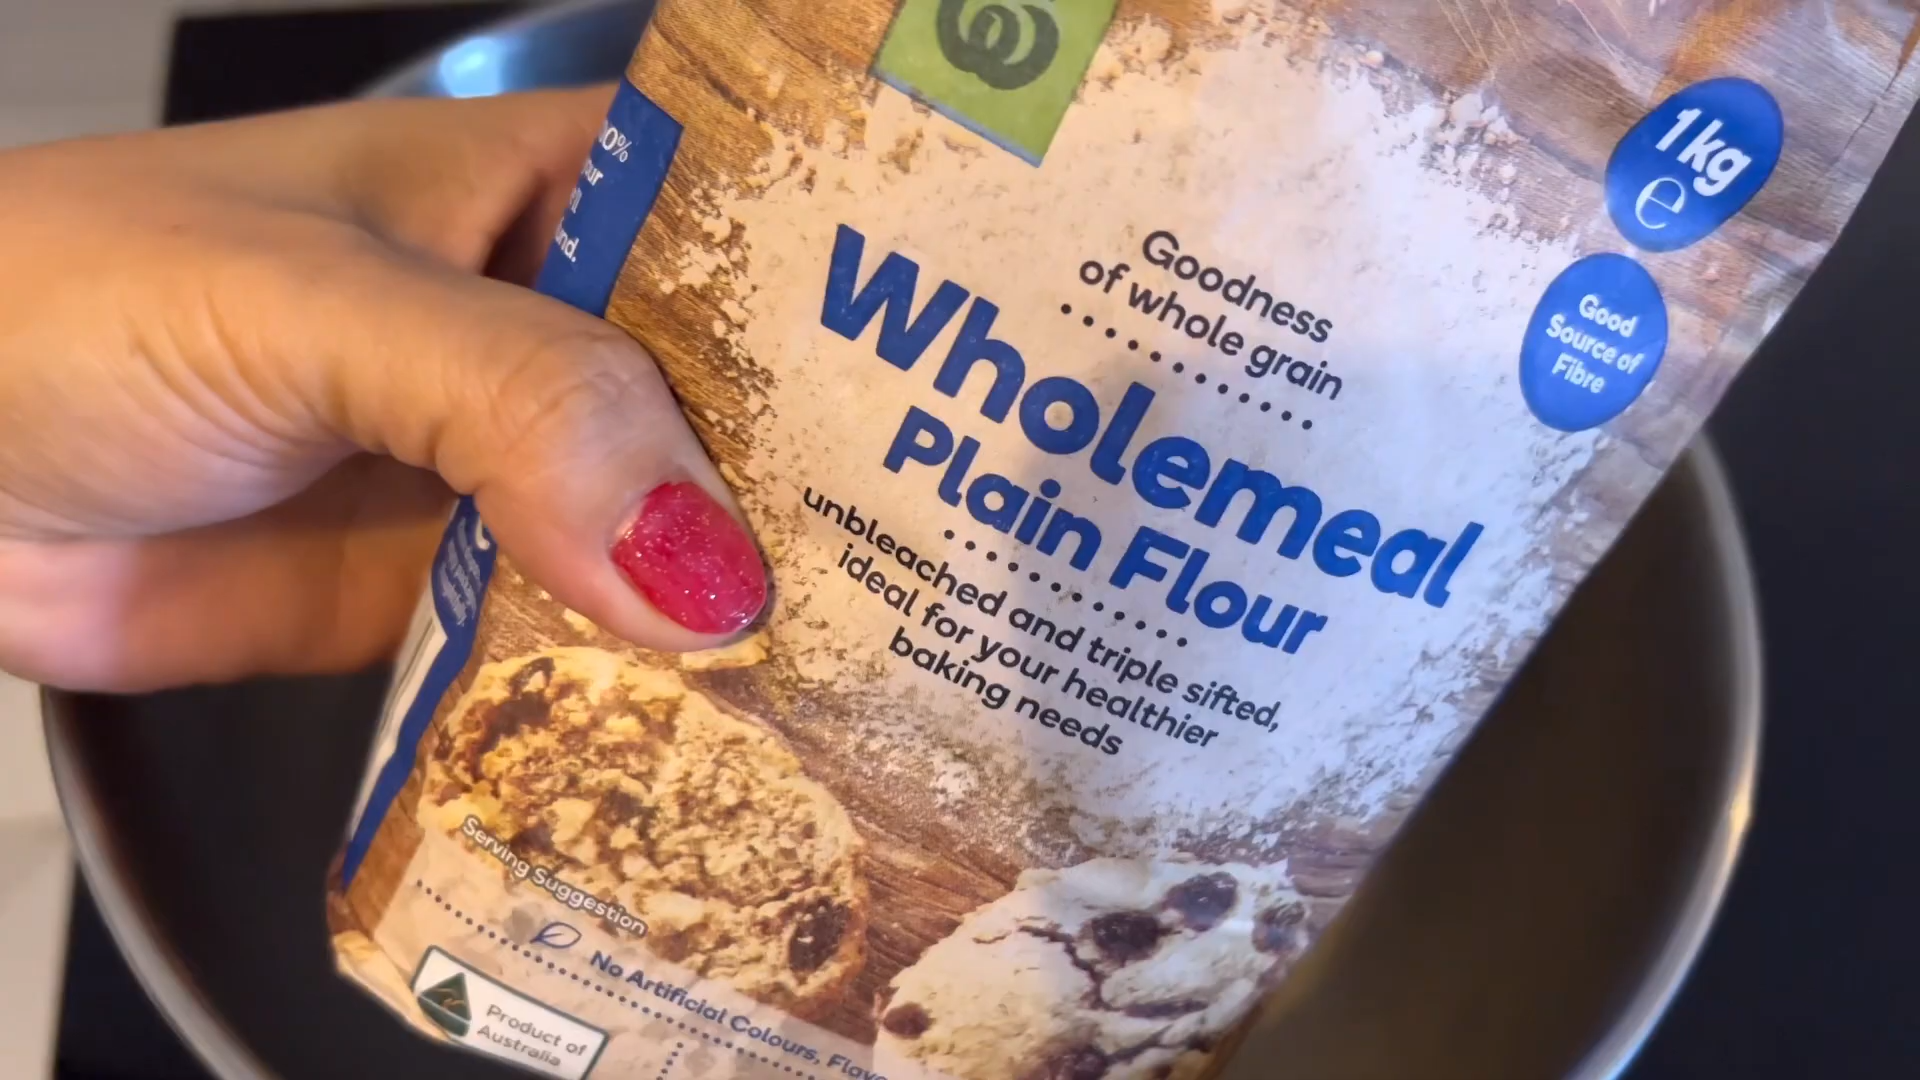 1kg
e
Good
Source of
Fibre
Goodness
of whole grain
Wholemeal
Plain Flour
unbleached and triple sifted,
ideal for your healthier
baking needs
Serving Suggestion
No Artificial Colours,
Product of
Australia